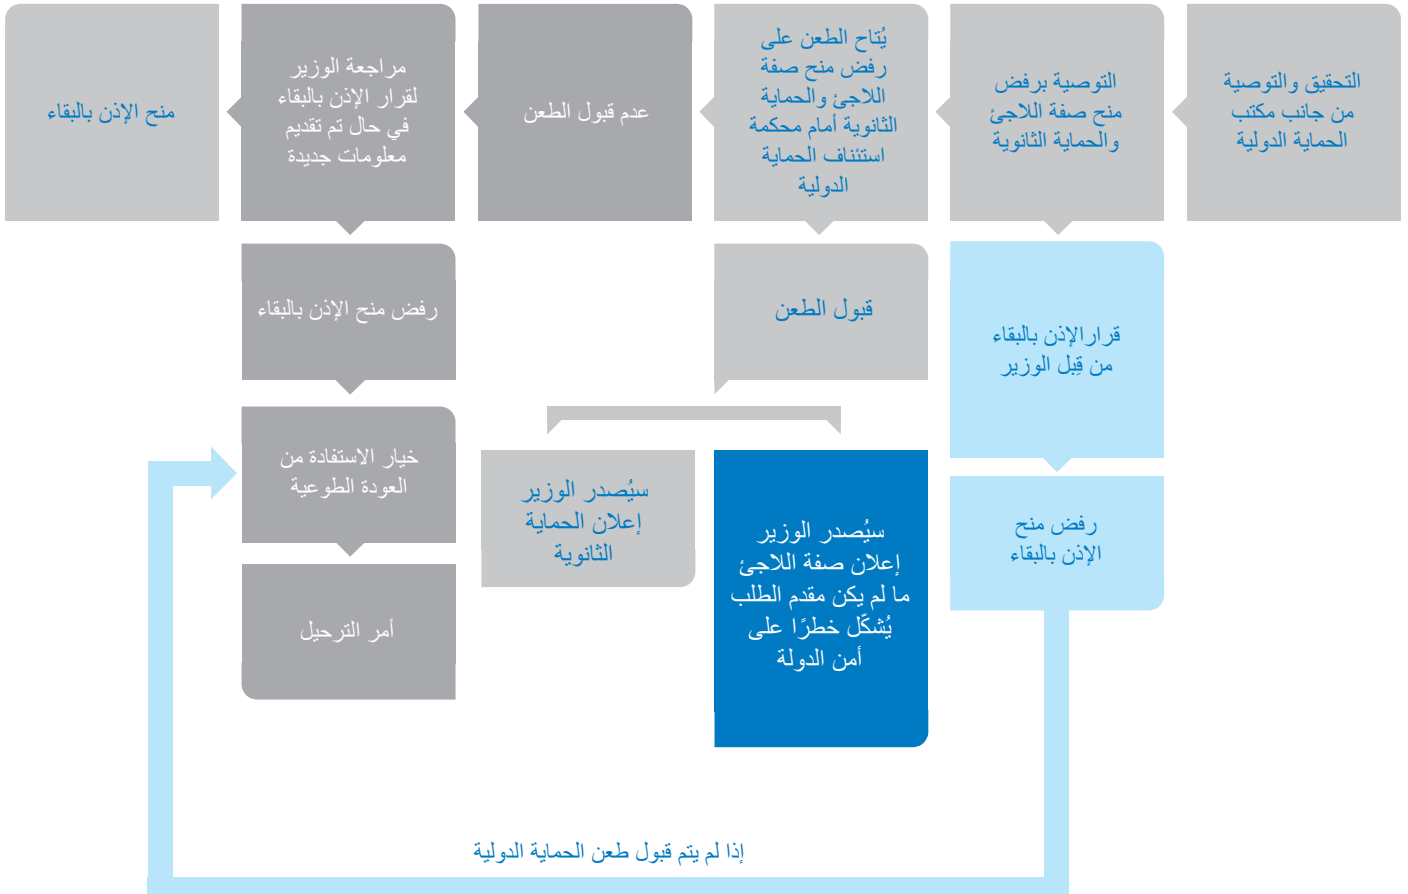 التحقيق والتوصية
من جانب مكتب
الحماية الدولية
التوصية برفض
منح صفة اللاجئ
والحماية الثانوية
يُتاح الطعن على
رفض منح صفة
اللاجئ والحماية
الثانوية أمام محكمة
استئناف الحماية
الدولية
عدم قبول الطعن
مراجعة الوزير
لقرار الإذن بالبقاء
في حال تم تقديم
معلومات جديدة
منح الإذن بالبقاء
قرارالإذن بالبقاء
من قِبل الوزير
قبول الطعن
رفض منح الإذن بالبقاء
رفض منح
الإذن بالبقاء
سيُصدر الوزير
إعلان صفة اللاجئ
ما لم يكن مقدم الطلب
يُشكّل خطرًا على
أمن الدولة
سيُصدر الوزير
إعلان الحماية
الثانوية
خيار الاستفادة من
العودة الطوعية
أمر الترحيل
إذا لم يتم قبول طعن الحماية الدولية